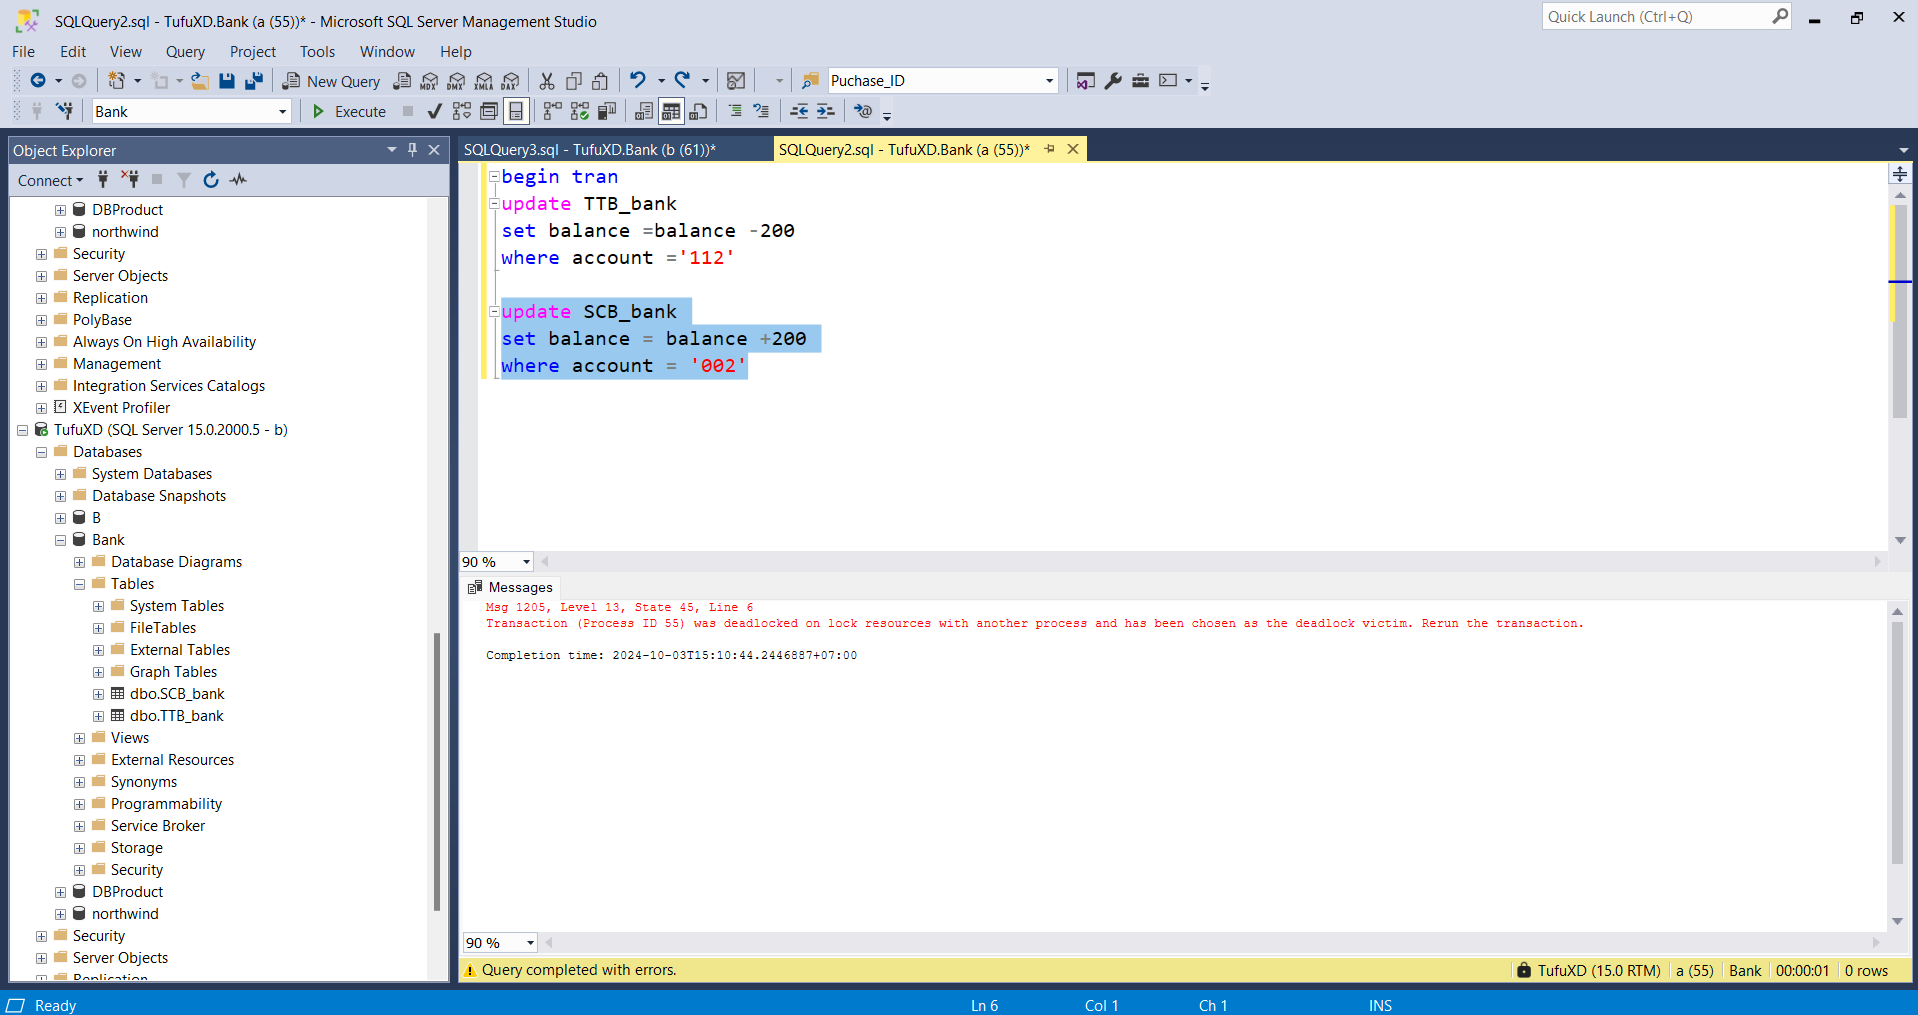 SQLQuery2.sql - TufuXD.Bank (a (55))* - Microsoft SQL Server Management Studio
Quick Launch (Ctrl+Q)
File Edit View Query Project Tools Window Help
New Query
MDX DMX XMLA DAX
Puchase_ID
Bank
Execute
Object Explorer
Connect
DBProduct
northwind
Security
Server Objects
Replication
PolyBase
Always On High Availability
Management
Integration Services Catalogs
XEvent Profiler
TufuXD (SQL Server 15.0.2000.5 - b)
Databases
System Databases
Database Snapshots
B
Bank
Database Diagrams
Tables
System Tables
FileTables
External Tables
Graph Tables
dbo.SCB_bank
dbo.TTB_bank
Views
External Resources
Synonyms
Programmability
Service Broker
Storage
Security
DBProduct
northwind
Security
Server Objects
Replication
SQLQuery3.sql - TufuXD.Bank (b (61))*
SQLQuery2.sql - TufuXD.Bank (a (55))*
begin tran
update TTB_bank
set balance =balance -200
where account ='112'
update SCB_bank
set balance = balance +200
where account = '002'
90 %
Messages
Msg 1205, Level 13, State 45, Line 6
Transaction (Process ID 55) was deadlocked on lock resources with another process and has been chosen as the deadlock victim. Rerun the transaction.
Completion time: 2024-10-03T15:10:44.2446887+07:00
90 %
Query completed with errors.
TufuXD (15.0 RTM) a (55) Bank 00:00:01 0 rows
Ready
Ln 6 Col 1 Ch 1 INS